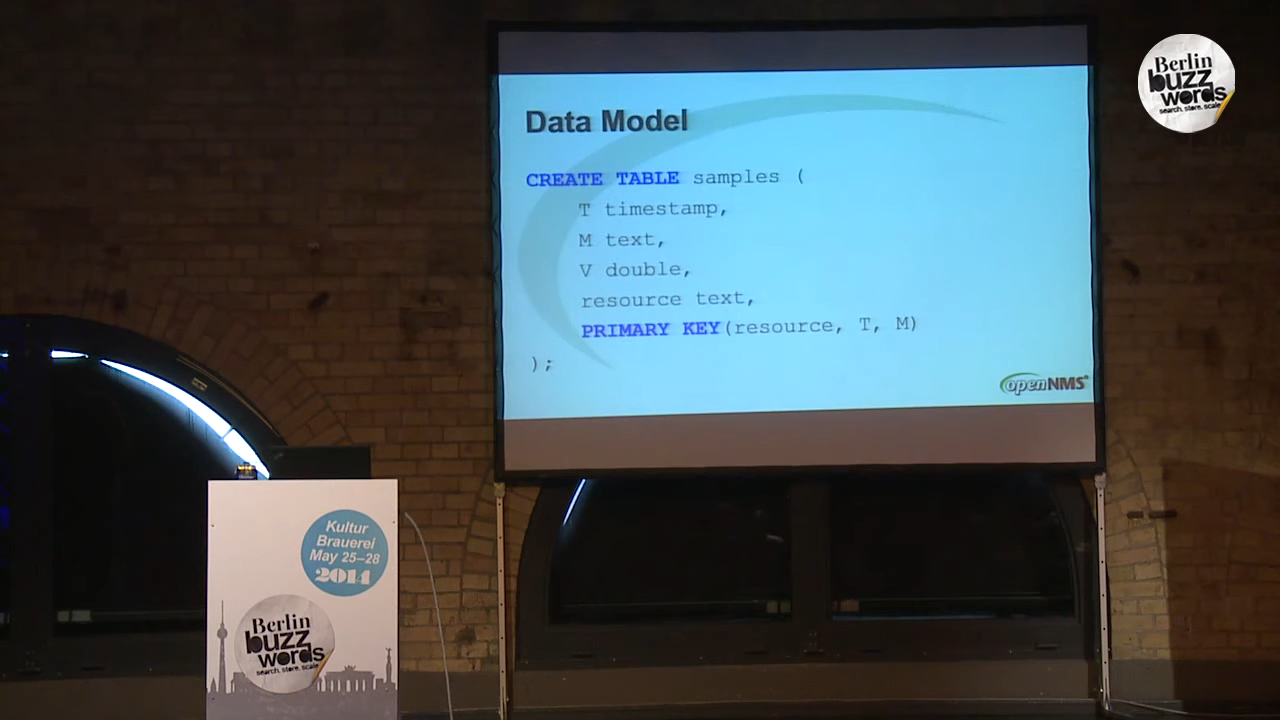 Data Model
CREATE TABLE samples (
T timestamp,
M text,
V double,
resource text,
PRIMARY KEY(resource, T, M)
);
openNMS
Berlin
buzz
words
search. store. scale.
Kultur
Brauerei
May 25–28
2014
Berlin
buzz
words
search. store. scale.